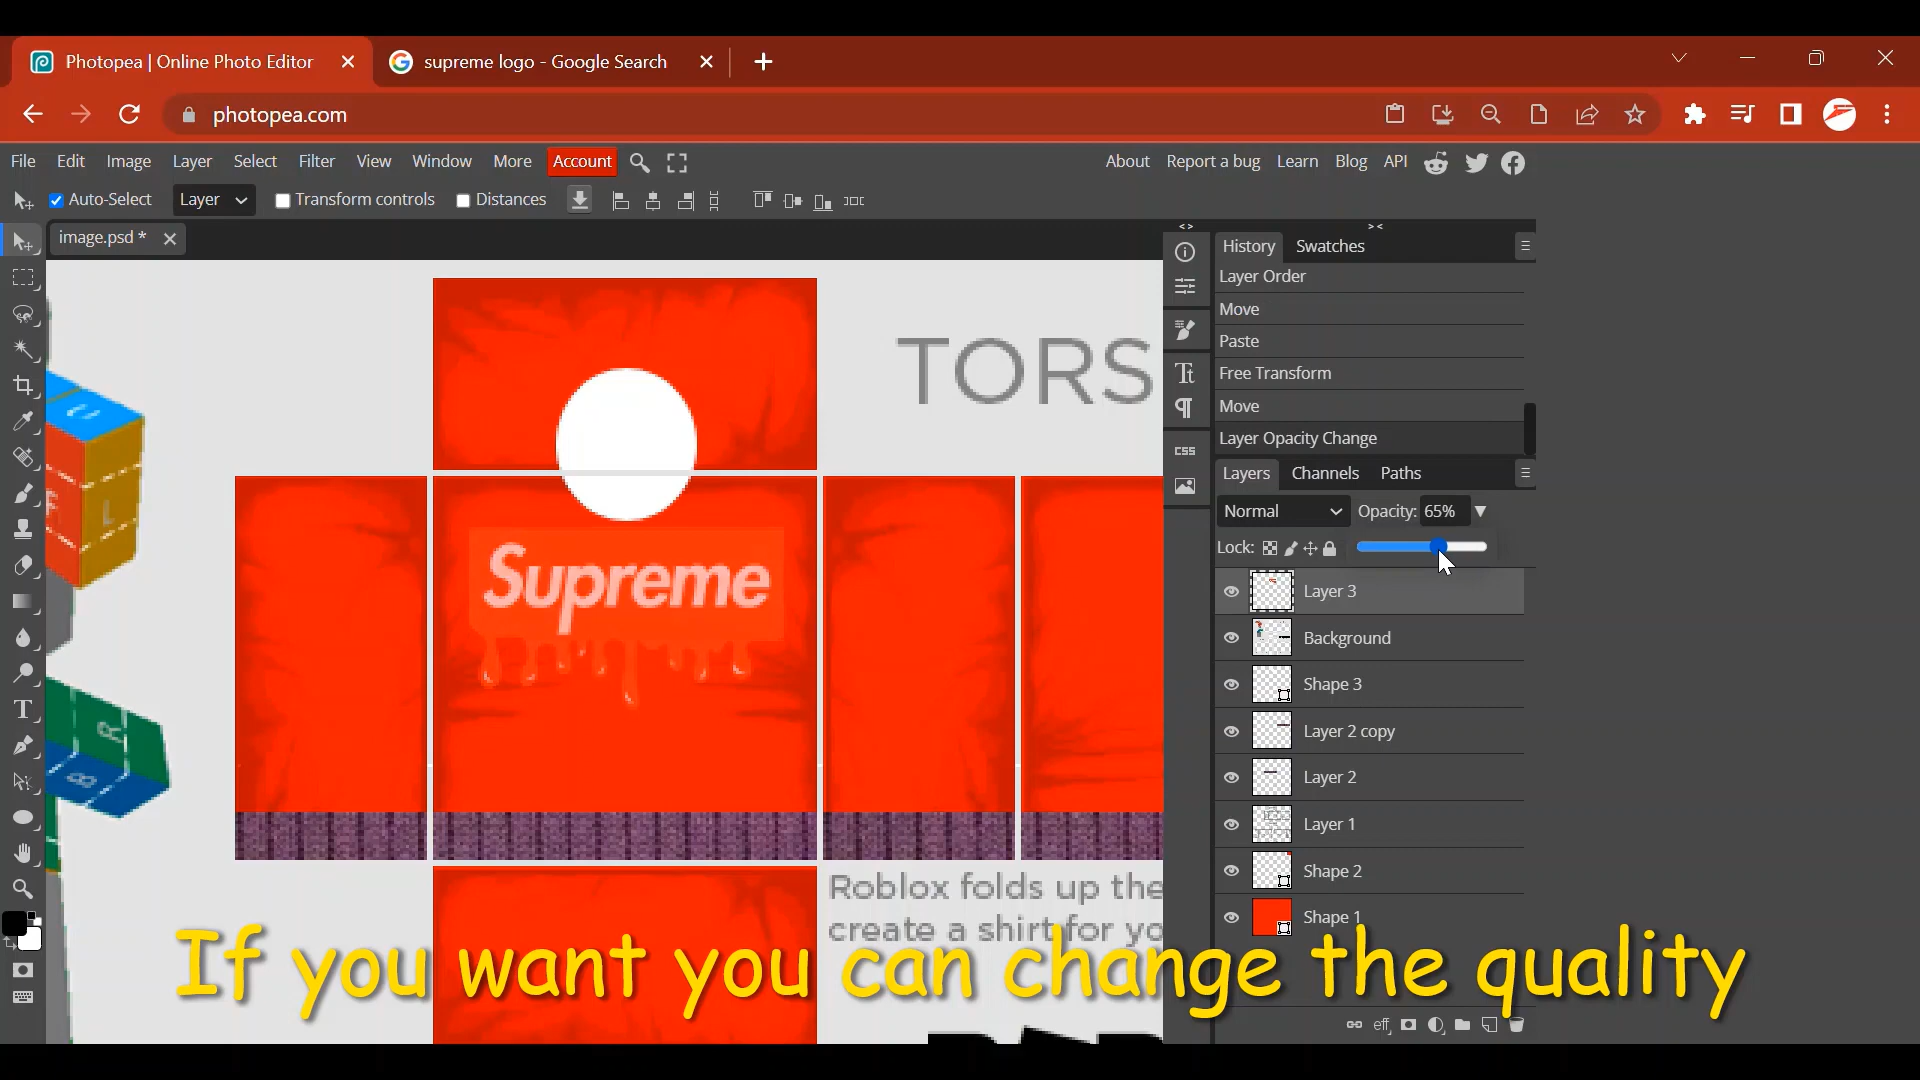 Photopea | Online Photo Editor
supreme logo - Google Search
photopea.com
File Edit Image Layer Select Filter View Window More Account
About Report a bug Learn Blog API
Auto-Select Layer Transform controls Distances
image.psd *
History Swatches
Layer Order
Move
Paste
Free Transform
Move
Layer Opacity Change
Layers Channels Paths
Normal Opacity: 65%
Lock:
Layer 3
Background
Shape 3
Layer 2 copy
Layer 2
Layer 1
Shape 2
Shape 1
CSS
eff
TORS
Supreme
U
F
L
R
B
Roblox folds up the
create a shirt for yo
If you want you can change the quality